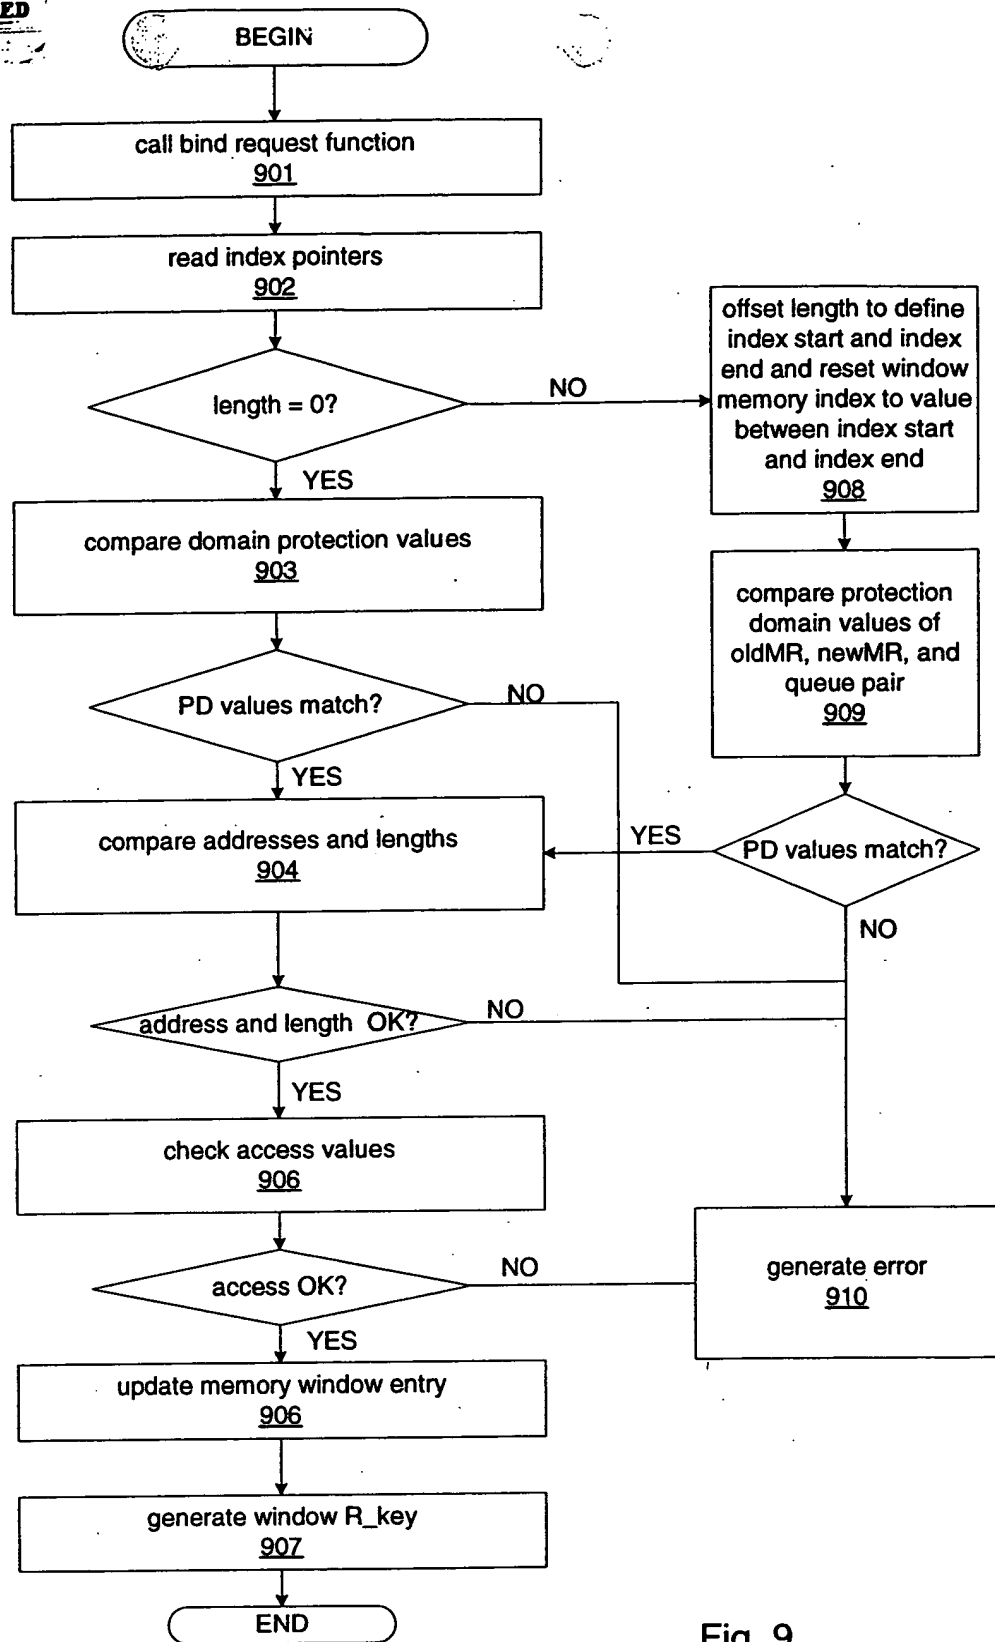 ED
BEGIN
call bind request function
901
read index pointers
902
length = 0?
NO
YES
offset length to define
index start and index
end and reset window
memory index to value
between index start
and index end
908
compare domain protection values
903
compare protection
domain values of
oldMR, newMR, and
queue pair
909
PD values match?
NO
YES
compare addresses and lengths
904
YES
PD values match?
NO
address and length OK?
NO
YES
check access values
906
access OK?
NO
YES
generate error
910
update memory window entry
906
generate window R_key
907
END
Fig. 9